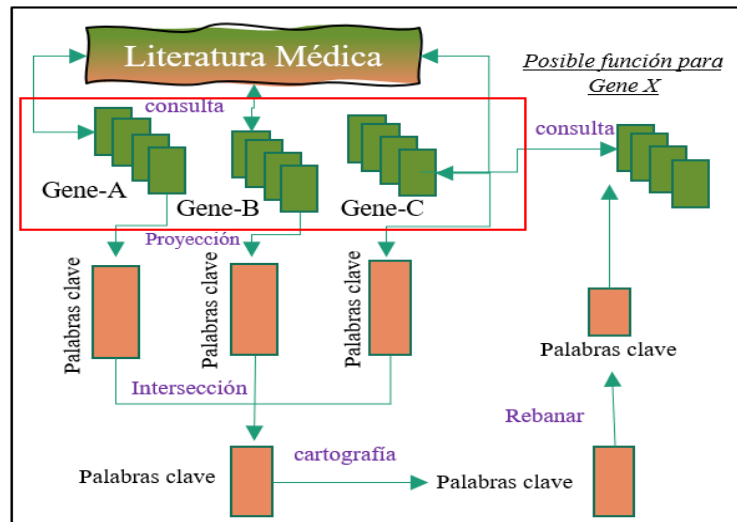 Literatura Médica
Posible función para
Gene X
consulta
consulta
Gene-A
Gene-B
Gene-C
Proyección
Palabras clave
Palabras clave
Palabras clave
Palabras clave
Intersección
Rebanar
Palabras clave
cartografía
Palabras clave